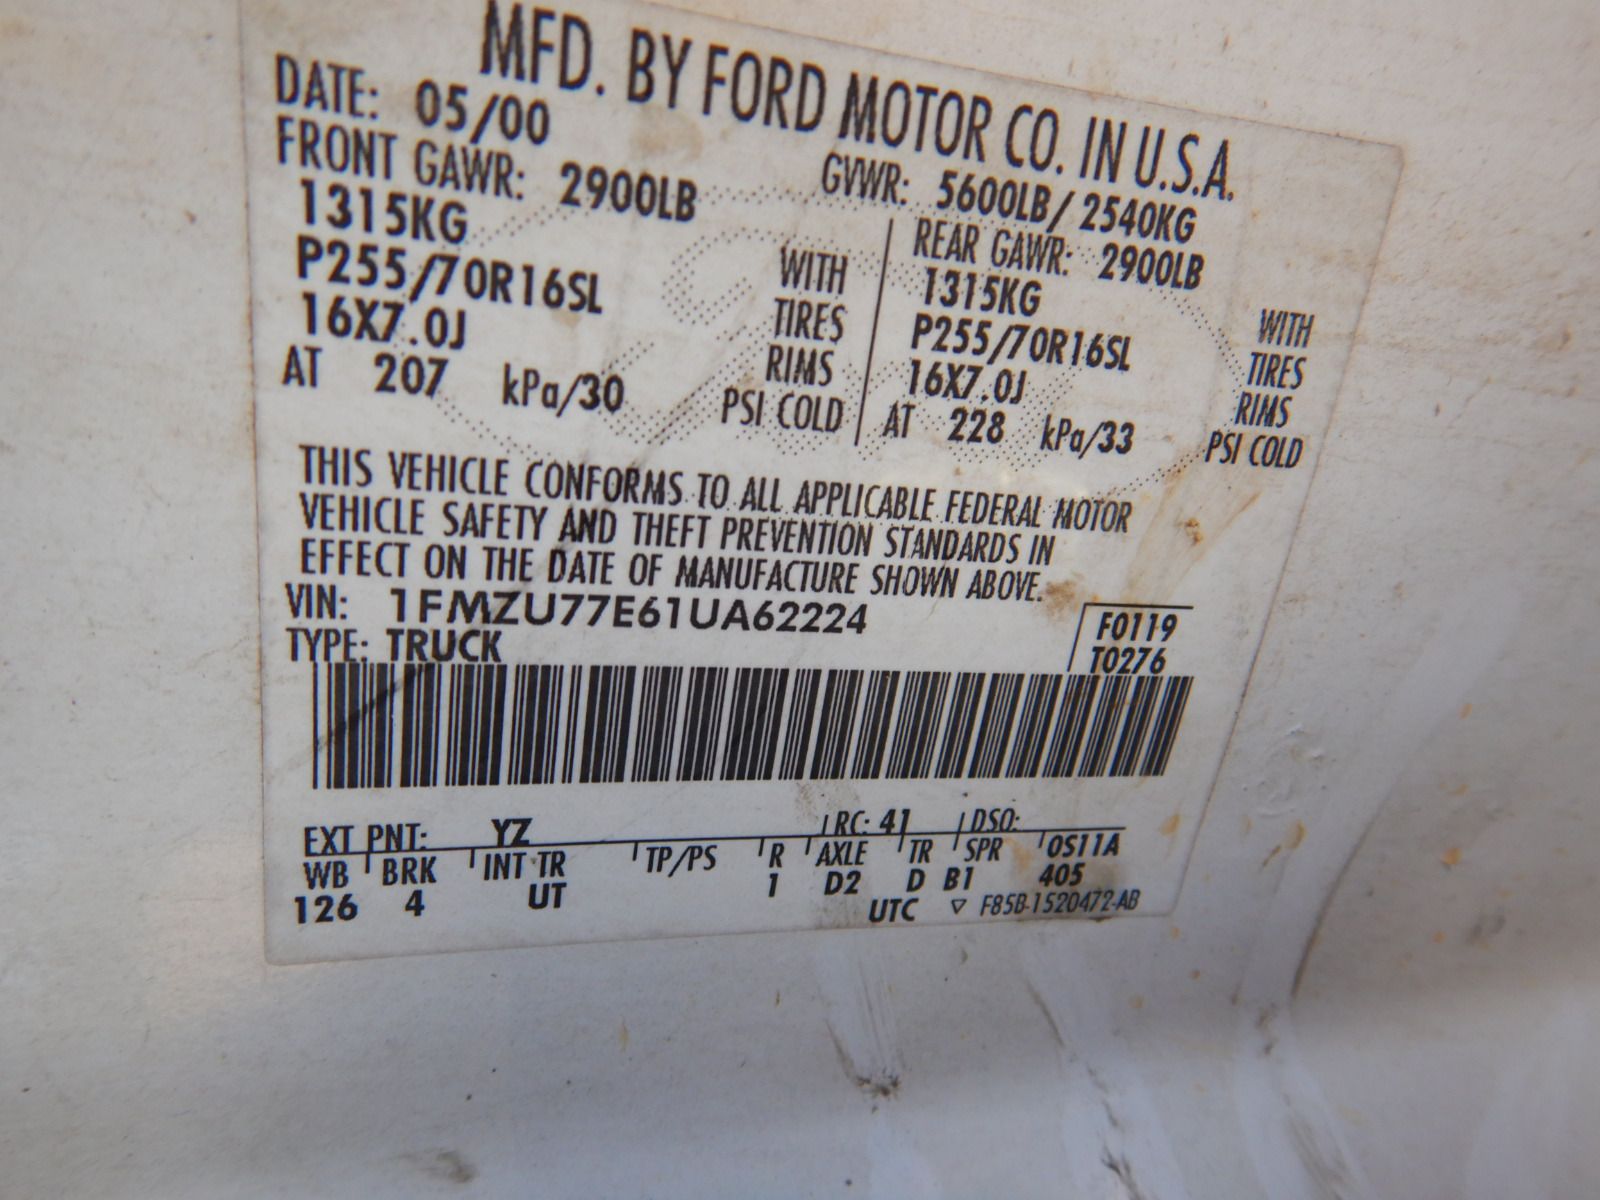 MFD. BY FORD MOTOR CO. IN U.S.A.
DATE: 05/00 GVWR: 5600LB/ 2540KG
FRONT GAWR: 2900LB REAR GAWR: 2900LB
1315KG WITH 1315KG WITH
P255/70R16SL TIRES P255/70R16SL TIRES
16X7.0J RIMS 16X7.0J RIMS
AT 207 kPa/30 PSI COLD AT 228 kPa/33 PSI COLD
THIS VEHICLE CONFORMS TO ALL APPLICABLE FEDERAL MOTOR
VEHICLE SAFETY AND THEFT PREVENTION STANDARDS IN
EFFECT ON THE DATE OF MANUFACTURE SHOWN ABOVE.
VIN: 1FMZU77E61UA62224 F0119
TYPE: TRUCK T0276
EXT PNT: YZ RC: 41 DSO:
WB BRK INT TR TP/PS R AXLE TR SPR OS11A
126 4 UT 1 D2 D B1 405
UTC ▽ F85B-1520472-AB